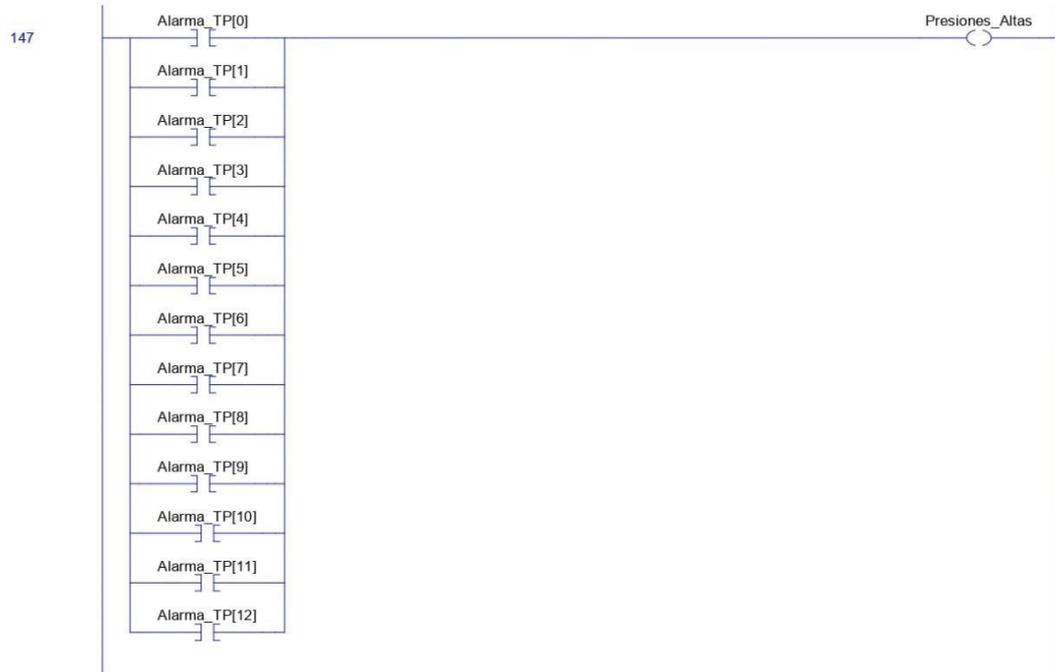 Alarma_TP[0]
Presiones_Altas
147
Alarma_TP[1]
Alarma_TP[2]
Alarma_TP[3]
Alarma_TP[4]
Alarma_TP[5]
Alarma_TP[6]
Alarma_TP[7]
Alarma_TP[8]
Alarma_TP[9]
Alarma_TP[10]
Alarma_TP[11]
Alarma_TP[12]